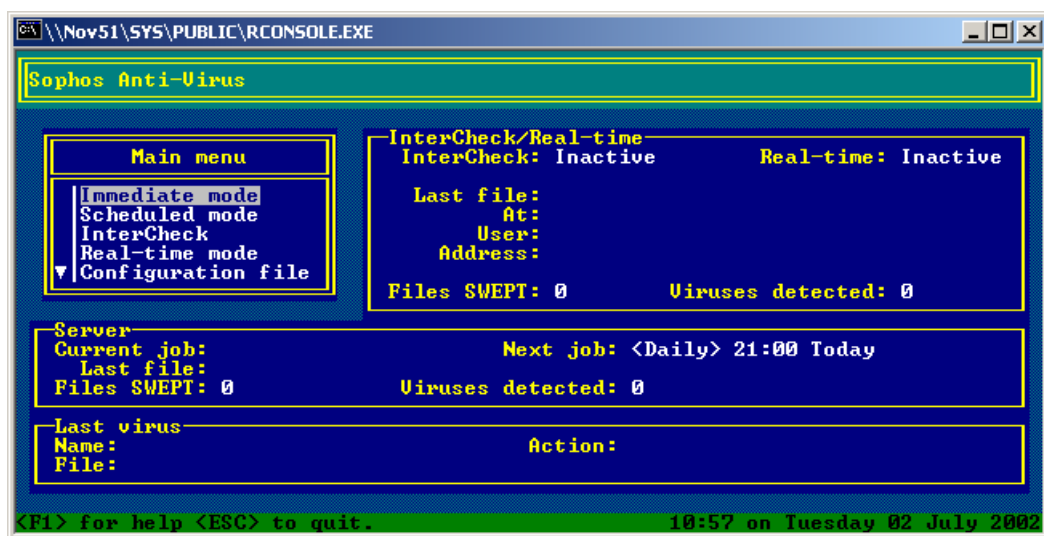 \\Nov51\SYS\PUBLIC\RCONSOLE.EXE
Sophos Anti-Virus
Main menu
Immediate mode
Scheduled mode
InterCheck
Real-time mode
Configuration file
InterCheck/Real-time
InterCheck: Inactive Real-time: Inactive
Last file:
At:
User:
Address:
Files SWEPT: 0 Viruses detected: 0
Server
Current job: Next job: <Daily> 21:00 Today
Last file:
Files SWEPT: 0 Viruses detected: 0
Last virus
Name: Action:
File:
<F1> for help <ESC> to quit. 10:57 on Tuesday 02 July 2002